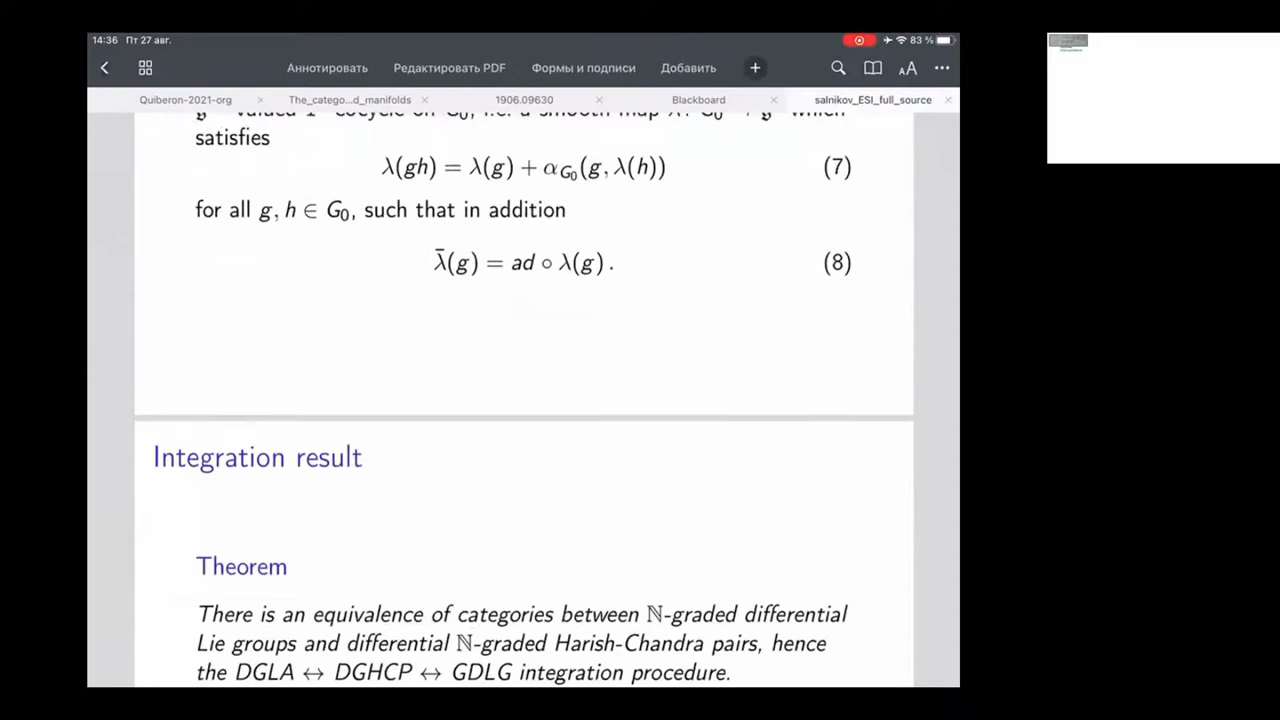 14:36 Пт 27 авг. 83 %
Аннотировать Редактировать PDF Формы и подписи Добавить + AA ...
Quiberon-2021-org × The_catego...d_manifolds × 1906.09630 × Blackboard × salnikov_ESI_full_source ×
satisfies
λ(gh) = λ(g) + α_{G₀}(g, λ(h)) (7)
for all g, h ∈ G₀, such that in addition
λ̄(g) = ad ∘ λ(g) . (8)
Integration result
Theorem
There is an equivalence of categories between ℕ-graded differential
Lie groups and differential ℕ-graded Harish-Chandra pairs, hence
the DGLA ↔ DGHCP ↔ GDLG integration procedure.